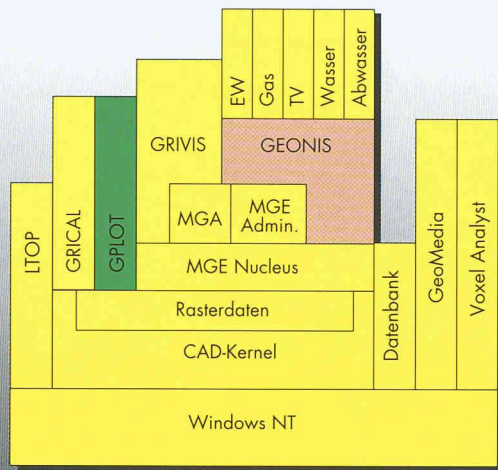 EW
Gas
TV
Wasser
Abwasser
GRIVIS
GEONIS
MGA
MGE
Admin.
LTOP
GRICAL
GPLOT
MGE Nucleus
Rasterdaten
CAD-Kernel
Datenbank
GeoMedia
Voxel Analyst
Windows NT